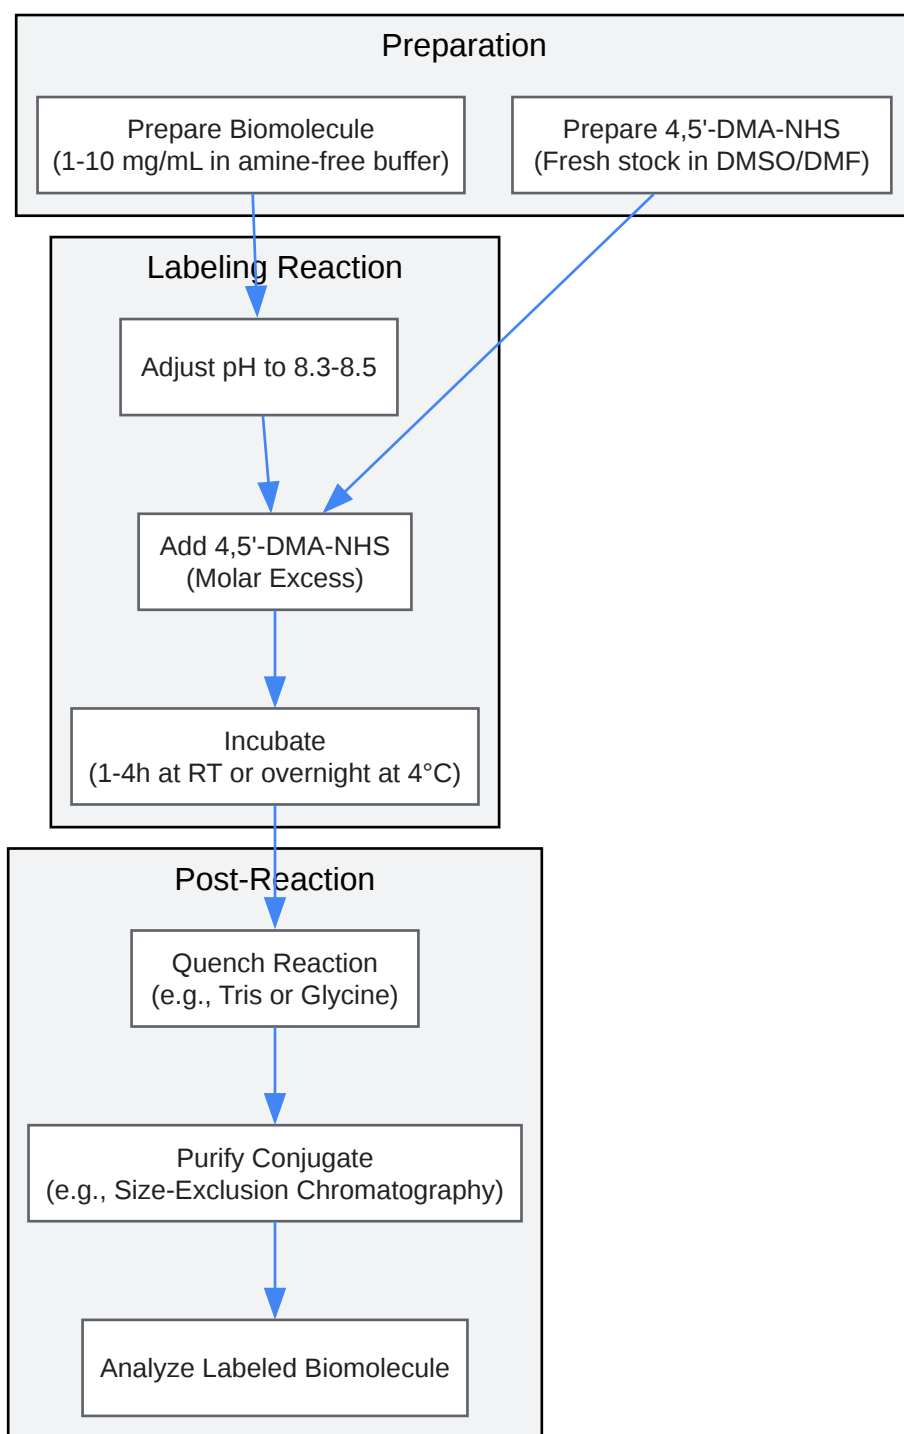 Preparation
Prepare Biomolecule
(1-10 mg/mL in amine-free buffer)
Prepare 4,5'-DMA-NHS
(Fresh stock in DMSO/DMF)
Labeling Reaction
Adjust pH to 8.3-8.5
Add 4,5'-DMA-NHS
(Molar Excess)
Incubate
(1-4h at RT or overnight at 4°C)
Post-Reaction
Quench Reaction
(e.g., Tris or Glycine)
Purify Conjugate
(e.g., Size-Exclusion Chromatography)
Analyze Labeled Biomolecule